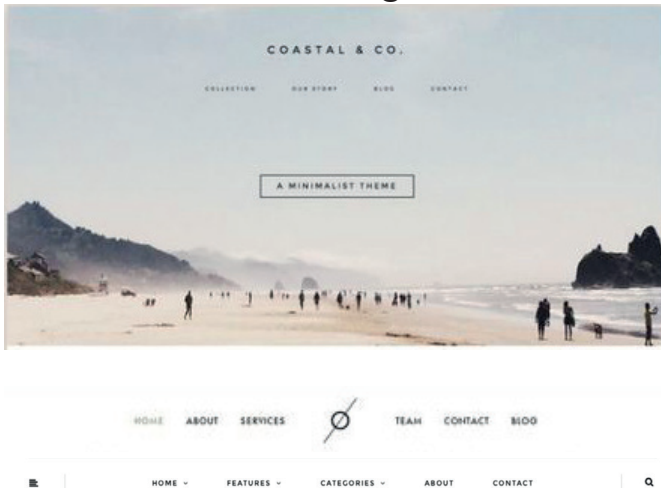 COASTAL & CO.
COLLECTION OUR STORY BLOG CONTACT
A MINIMALIST THEME
HOME ABOUT SERVICES TEAM CONTACT BLOG
HOME FEATURES CATEGORIES ABOUT CONTACT